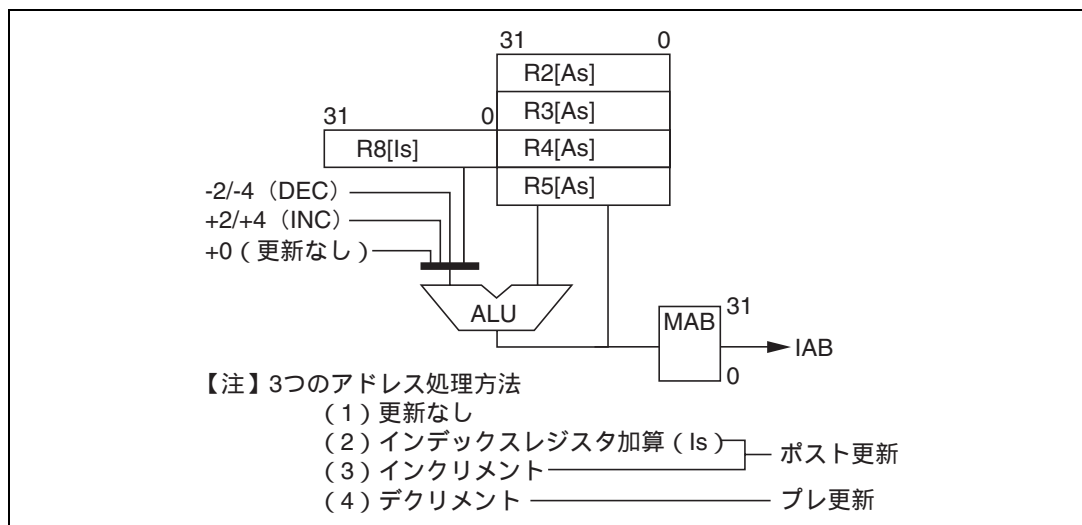 31 0
R2[As]
R3[As]
31 0
R8[Is] R4[As]
R5[As]
-2/-4（DEC）
+2/+4（INC）
+0（更新なし）
ALU
MAB 31
IAB
0
【注】3つのアドレス処理方法
（1）更新なし
（2）インデックスレジスタ加算（Is） ポスト更新
（3）インクリメント
（4）デクリメント プレ更新